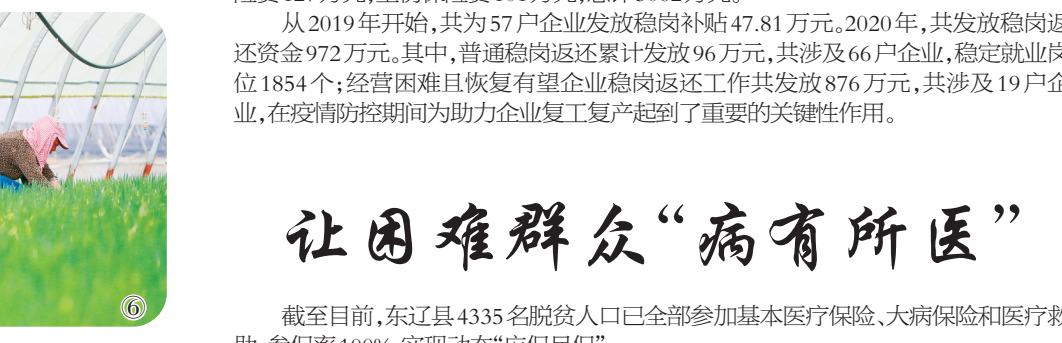 从2019年开始,共为57户企业发放稳岗补贴47.81万元。2020年,共发放稳岗返
还资金972万元。其中,普通稳岗返还累计发放96万元,共涉及66户企业,稳定就业岗
位1854个;经营困难且恢复有望企业稳岗返还工作共发放876万元,共涉及19户企
业,在疫情防控期间为助力企业复工复产起到了重要的关键性作用。
让困难群众“病有所医”
截至目前,东辽县4335名脱贫人口已全部参加基本医疗保险、大病保险和医疗救
⑥